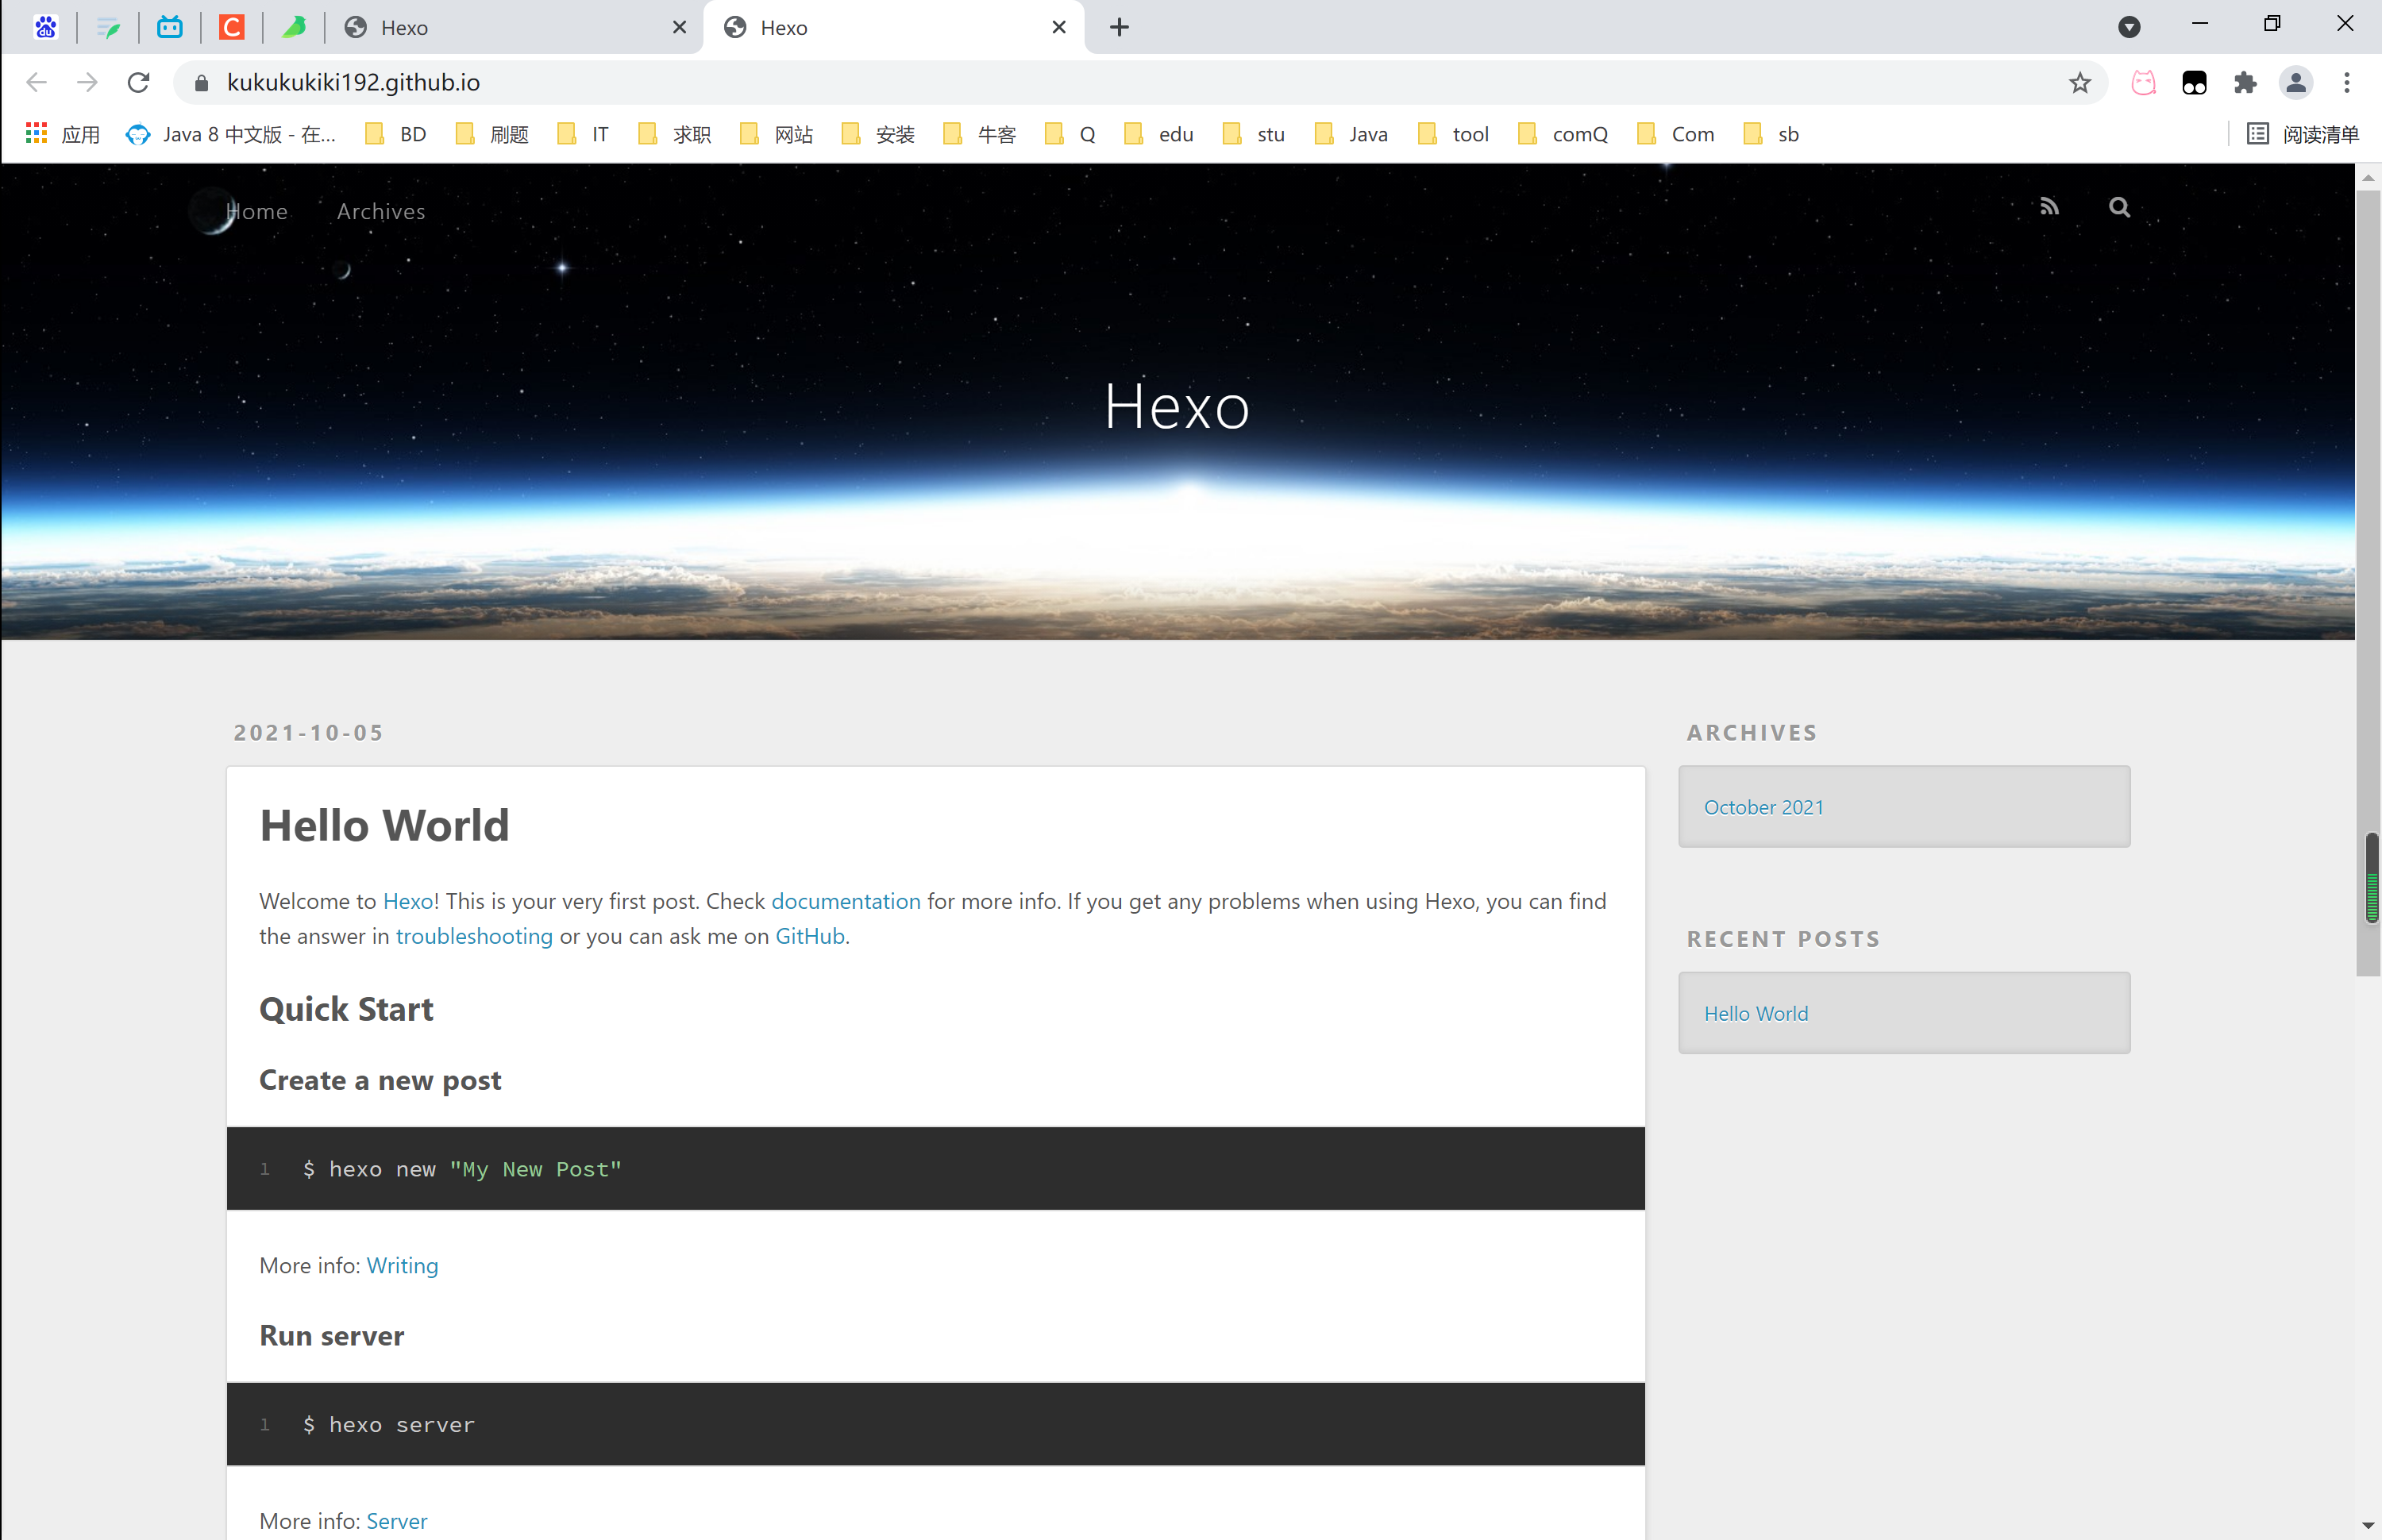 Hexo
Hexo
kukukukiki192.github.io
应用 Java 8 中文版 - 在... BD 刷题 IT 求职 网站 安装 牛客 Q edu stu Java tool comQ Com sb 阅读清单
Home Archives
Hexo
2021-10-05
Hello World
Welcome to Hexo! This is your very first post. Check documentation for more info. If you get any problems when using Hexo, you can find
the answer in troubleshooting or you can ask me on GitHub.
Quick Start
Create a new post
1 $ hexo new "My New Post"
More info: Writing
Run server
1 $ hexo server
More info: Server
ARCHIVES
October 2021
RECENT POSTS
Hello World